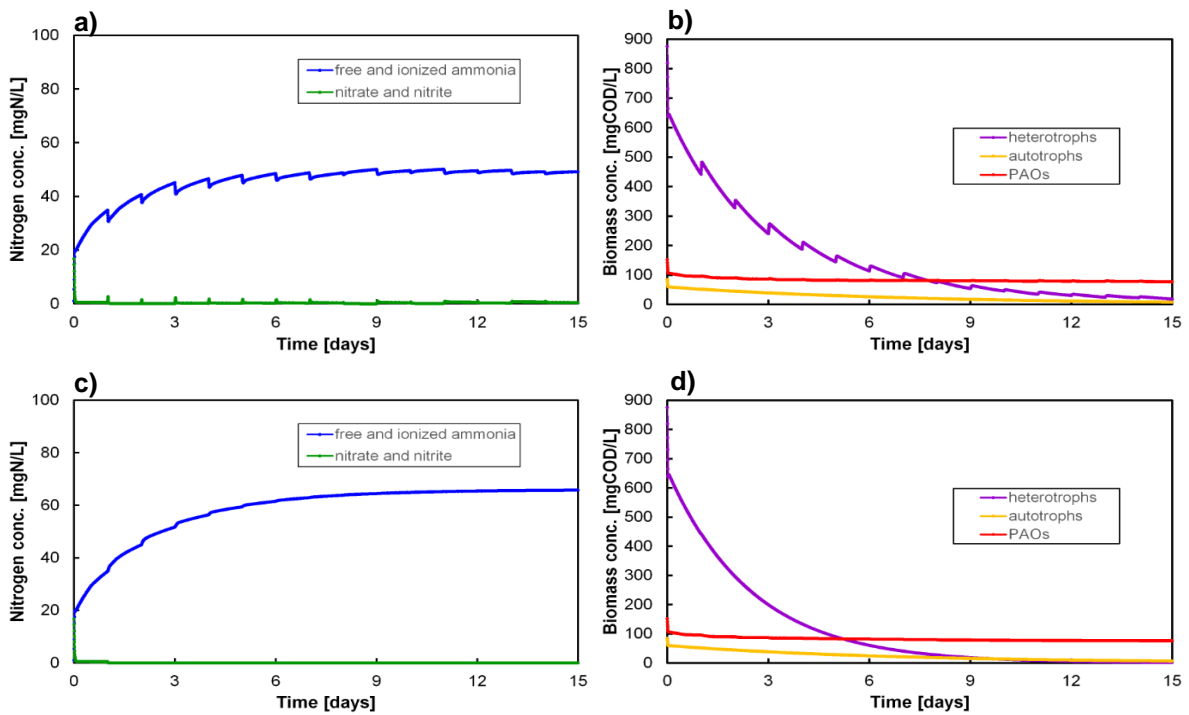 a)
Nitrogen conc. [mgN/L]
100
80
60
40
20
0
free and ionized ammonia
nitrate and nitrite
0 3 6 9 12 15
Time [days]
b)
Biomass conc. [mgCOD/L]
900
800
700
600
500
400
300
200
100
0
heterotrophs
autotrophs
PAOs
0 3 6 9 12 15
Time [days]
c)
Nitrogen conc. [mgN/L]
100
80
60
40
20
0
free and ionized ammonia
nitrate and nitrite
0 3 6 9 12 15
Time [days]
d)
Biomass conc. [mgCOD/L]
900
800
700
600
500
400
300
200
100
0
heterotrophs
autotrophs
PAOs
0 3 6 9 12 15
Time [days]